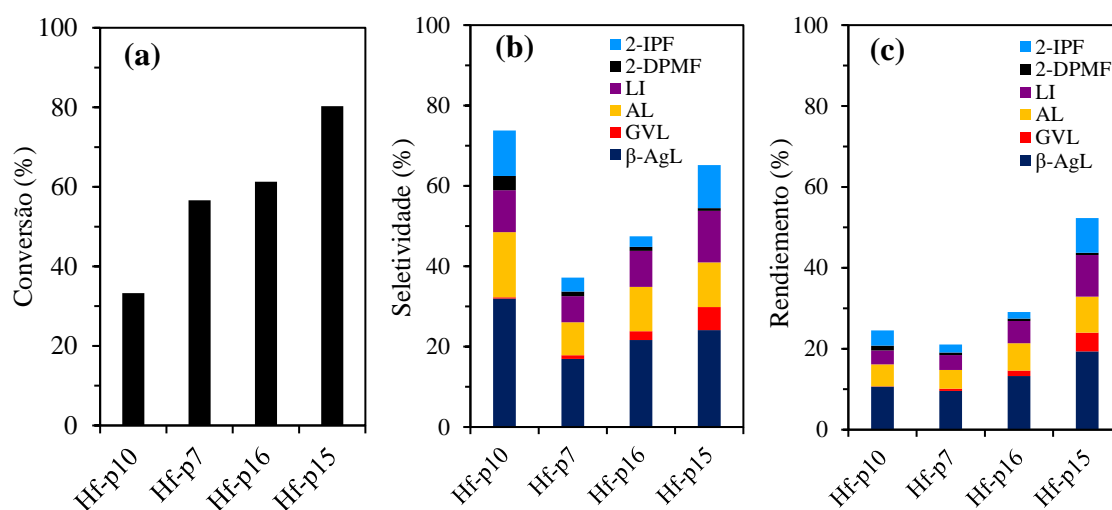 (a)
Conversão (%)
100
80
60
40
20
0
Hf-p10
Hf-p7
Hf-p16
Hf-p15
(b)
Seletividade (%)
100
80
60
40
20
0
2-IPF
2-DPMF
LI
AL
GVL
β-AgL
Hf-p10
Hf-p7
Hf-p16
Hf-p15
(c)
Rendiemento (%)
100
80
60
40
20
0
2-IPF
2-DPMF
LI
AL
GVL
β-AgL
Hf-p10
Hf-p7
Hf-p16
Hf-p15